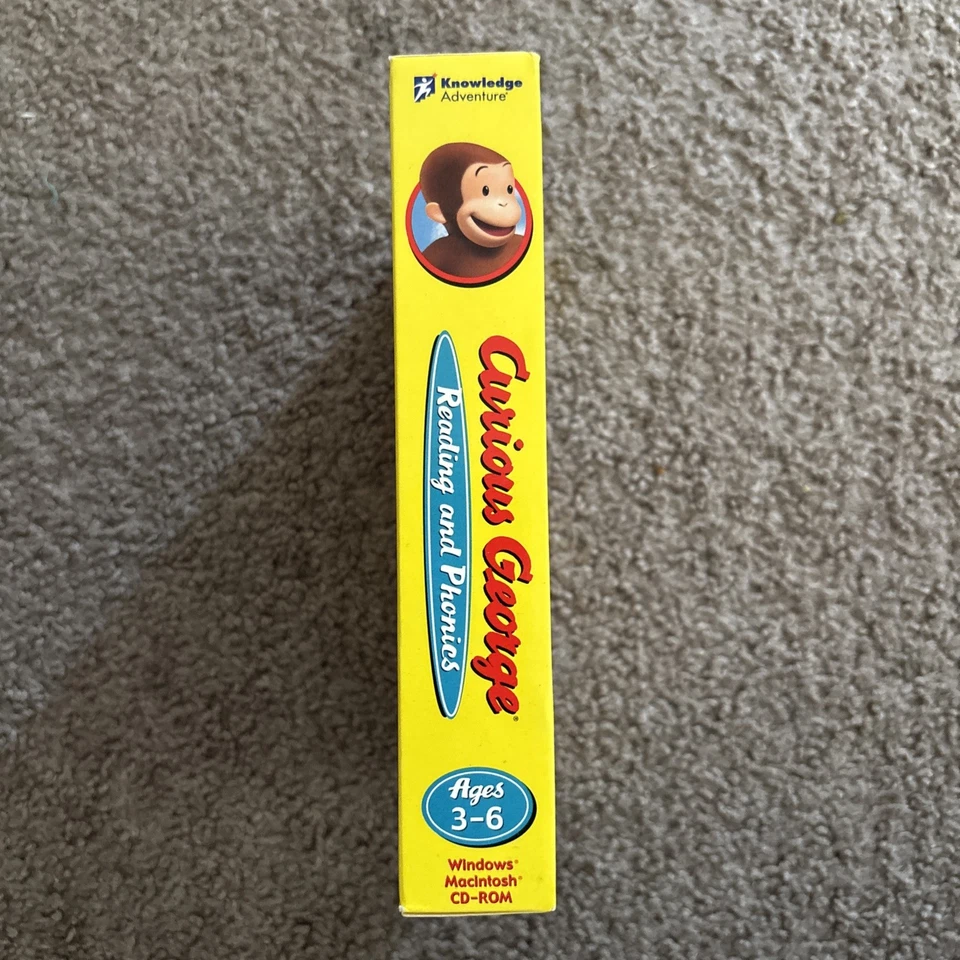 Knowledge
Adventure®
Curious George®
Reading and Phonics
Ages
3-6
Windows®
Macintosh®
CD-ROM